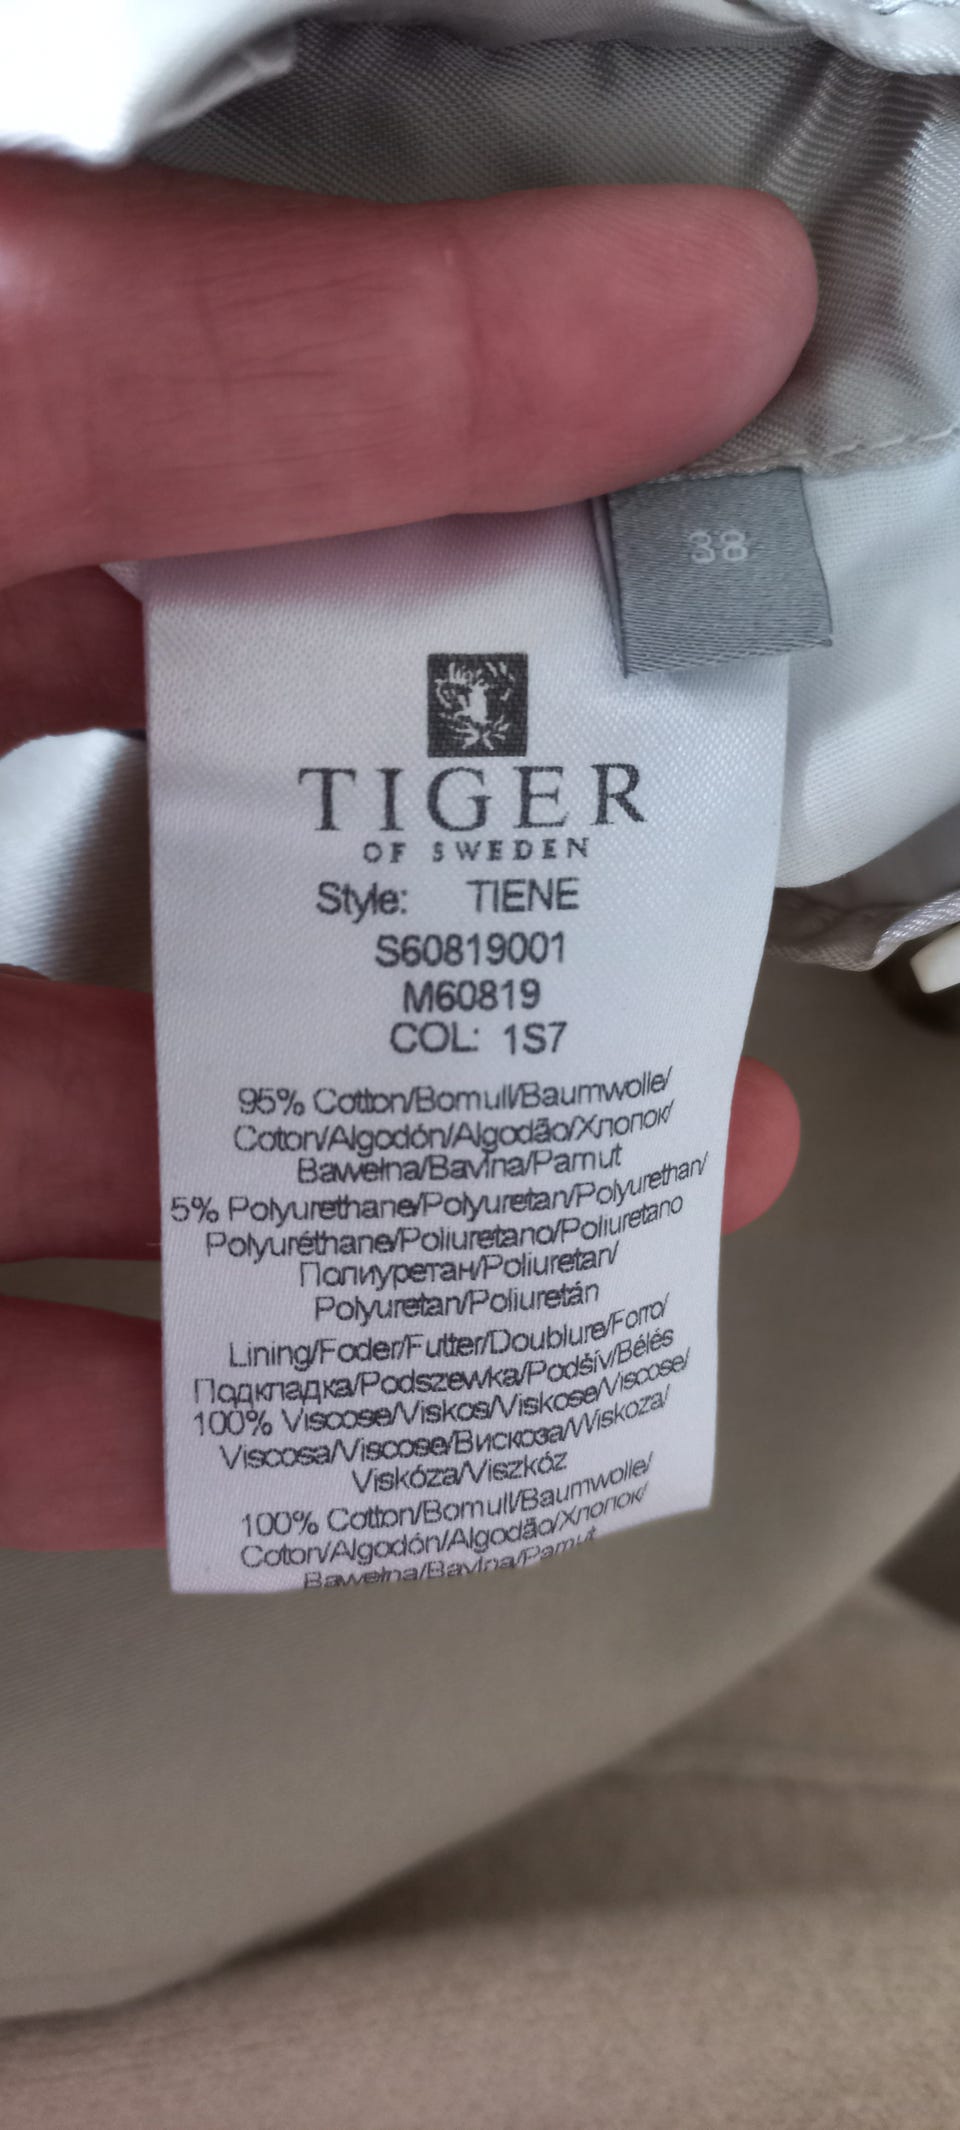 38
TIGER
OF SWEDEN
Style: TIENE
S60819001
M60819
COL: 1S7
95% Cotton/Bomull/Baumwolle/
Coton/Algodón/Algodão/Хлопок/
Bawełna/Bavlna/Pamut
5% Polyurethane/Polyuretan/Polyurethan/
Polyuréthane/Poliuretano/Poliuretano
Полиуретан/Poliuretan/
Polyuretan/Poliuretán
Lining/Foder/Futter/Doublure/Forro/
Подкладка/Podszewka/Podšív/Bélés
100% Viscose/Viskos/Viskose/Viscose/
Viscosa/Viscose/Вискоза/Wiskoza/
Viskóza/Viszkóz
100% Cotton/Bomull/Baumwolle/
Coton/Algodón/Algodão/Хлопок/
Bawełna/Bavlna/Pamut